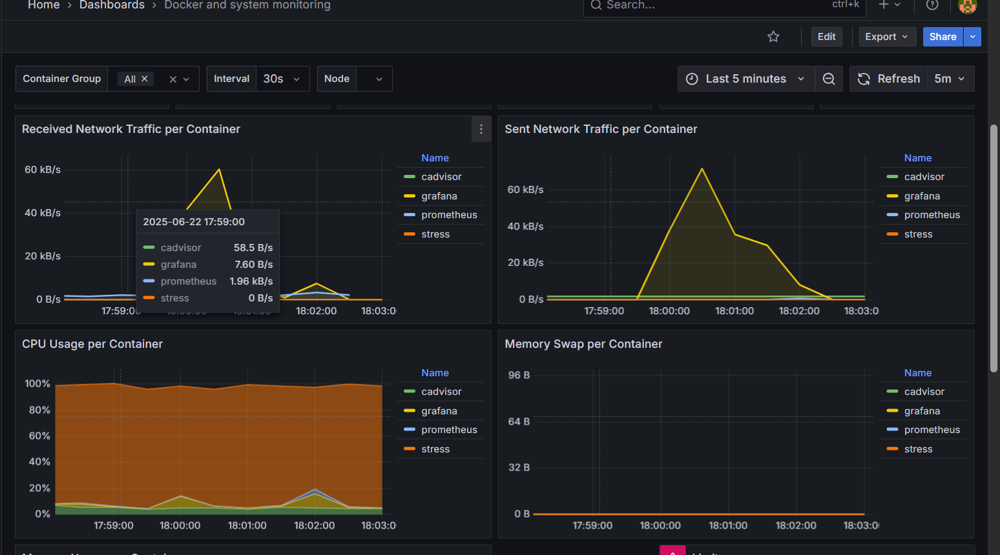 Home > Dashboards > Docker and system monitoring
Search... ctrl+k
Edit Export Share
Container Group All Interval 30s Node Last 5 minutes Refresh 5m
Received Network Traffic per Container
60 kB/s
40 kB/s
20 kB/s
0 B/s
17:59:00 18:02:00 18:03:0
2025-06-22 17:59:00
cadvisor 58.5 B/s
grafana 7.60 B/s
prometheus 1.96 kB/s
stress 0 B/s
Name
cadvisor
grafana
prometheus
stress
Sent Network Traffic per Container
60 kB/s
40 kB/s
20 kB/s
0 B/s
17:59:00 18:00:00 18:01:00 18:02:00 18:03:0
Name
cadvisor
grafana
prometheus
stress
CPU Usage per Container
100%
80%
60%
40%
20%
0%
17:59:00 18:00:00 18:01:00 18:02:00 18:03:0
Name
cadvisor
grafana
prometheus
stress
Memory Swap per Container
96 B
64 B
32 B
0 B
17:59:00 18:00:00 18:01:00 18:02:00 18:03:0
Name
cadvisor
grafana
prometheus
stress